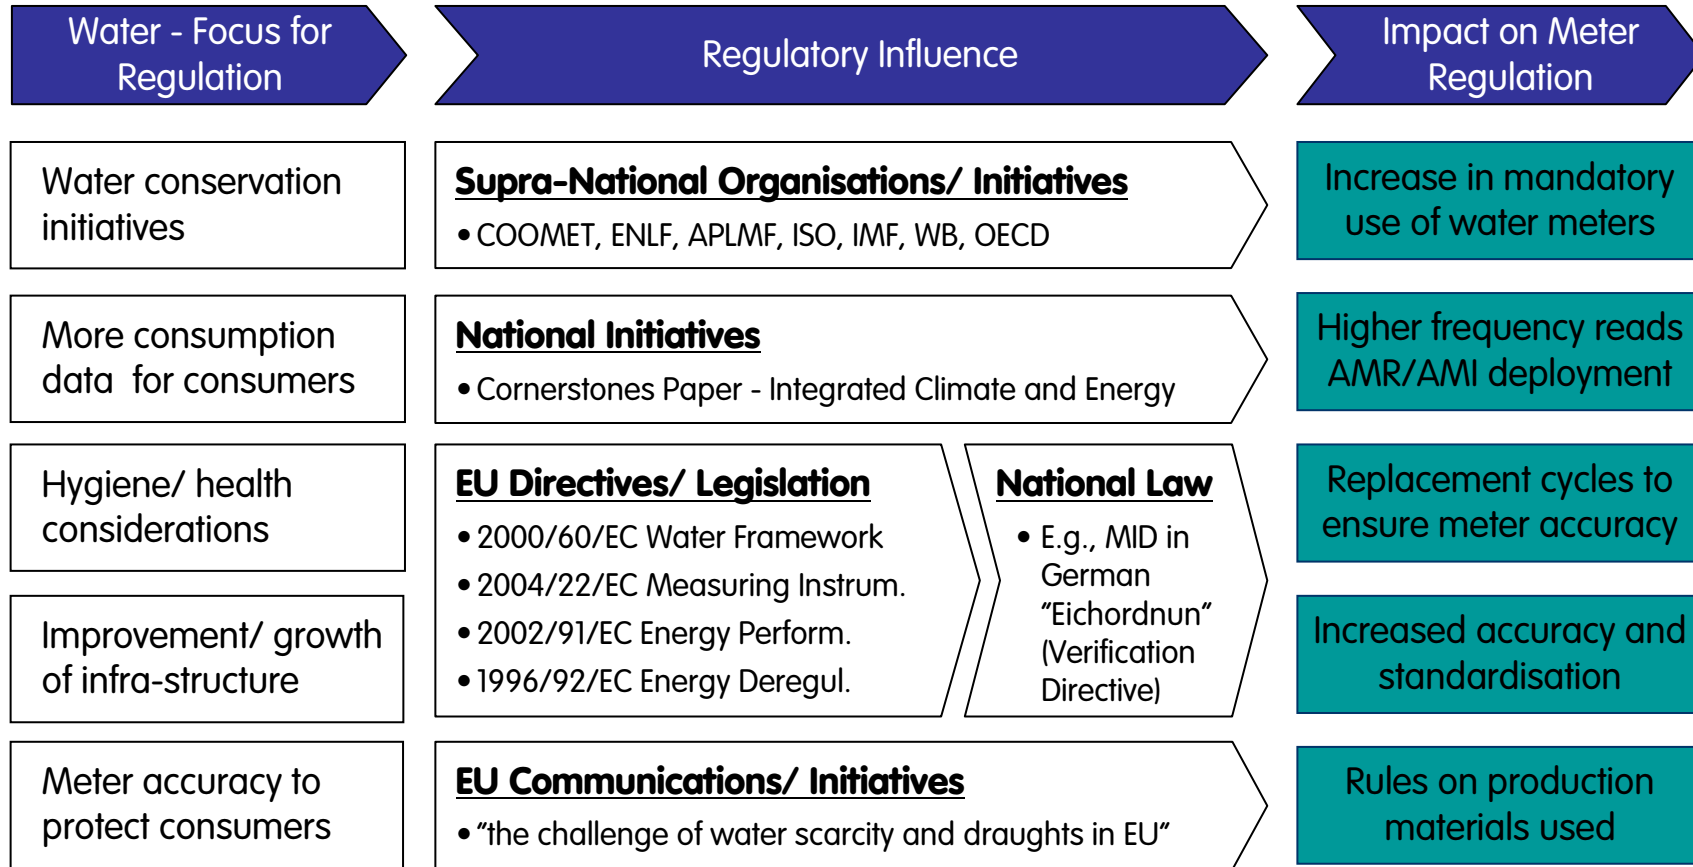 Water - Focus for
Regulation
Regulatory Influence
Impact on Meter
Regulation
Water conservation
initiatives
Supra-National Organisations/ Initiatives
• COOMET, ENLF, APLMF, ISO, IMF, WB, OECD
Increase in mandatory
use of water meters
More consumption
data for consumers
National Initiatives
• Cornerstones Paper - Integrated Climate and Energy
Higher frequency reads
AMR/AMI deployment
Hygiene/ health
considerations
Improvement/ growth
of infra-structure
EU Directives/ Legislation
• 2000/60/EC Water Framework
• 2004/22/EC Measuring Instrum.
• 2002/91/EC Energy Perform.
• 1996/92/EC Energy Deregul.
National Law
• E.g., MID in
German
"Eichordnun"
(Verification
Directive)
Replacement cycles to
ensure meter accuracy
Increased accuracy and
standardisation
Meter accuracy to
protect consumers
EU Communications/ Initiatives
• "the challenge of water scarcity and draughts in EU"
Rules on production
materials used